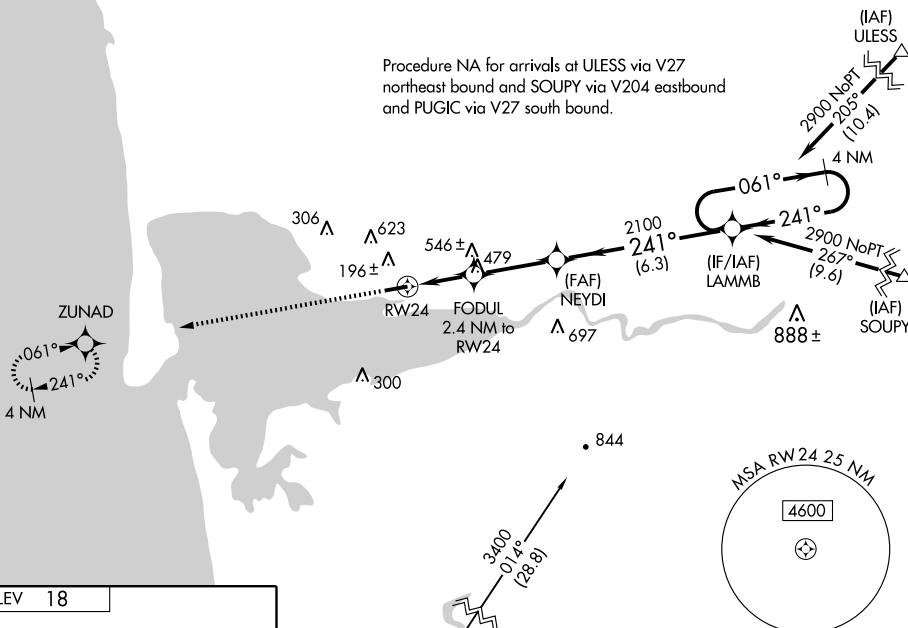 (IAF)
ULESS
Procedure NA for arrivals at ULESS via V27
northeast bound and SOUPY via V204 eastbound
and PUGIC via V27 south bound.
2900 NoPT
205°
(10.4)
4 NM
061°
241°
306
623
546 ±
479
196 ±
2100
241°
(6.3)
2900 NoPT
267°
(9.6)
(IF/IAF)
LAMMB
(FAF)
NEYDI
(IAF)
SOUPY
RW24
FODUL
2.4 NM to
RW24
697
888 ±
ZUNAD
061°
241°
4 NM
300
844
MSA RW24 25 NM
4600
3400
014°
(28.8)
LEV 18